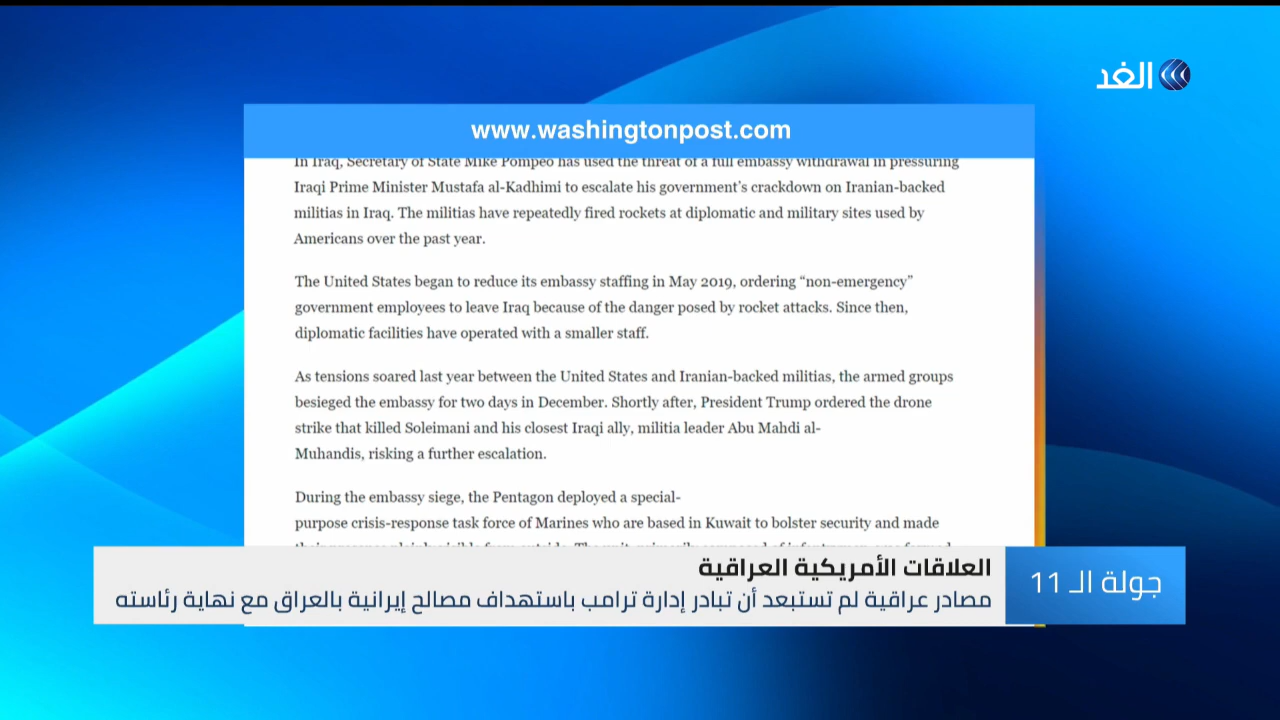 الغد
www.washingtonpost.com
In Iraq, Secretary of State Mike Pompeo has used the threat of a full embassy withdrawal in pressuring
Iraqi Prime Minister Mustafa al-Kadhimi to escalate his government's crackdown on Iranian-backed
militias in Iraq. The militias have repeatedly fired rockets at diplomatic and military sites used by
Americans over the past year.
The United States began to reduce its embassy staffing in May 2019, ordering “non-emergency”
government employees to leave Iraq because of the danger posed by rocket attacks. Since then,
diplomatic facilities have operated with a smaller staff.
As tensions soared last year between the United States and Iranian-backed militias, the armed groups
besieged the embassy for two days in December. Shortly after, President Trump ordered the drone
strike that killed Soleimani and his closest Iraqi ally, militia leader Abu Mahdi al-
Muhandis, risking a further escalation.
During the embassy siege, the Pentagon deployed a special-
purpose crisis-response task force of Marines who are based in Kuwait to bolster security and made
جولة الـ 11
العلاقات الأمريكية العراقية
مصادر عراقية لم تستبعد أن تبادر إدارة ترامب باستهداف مصالح إيرانية بالعراق مع نهاية رئاسته